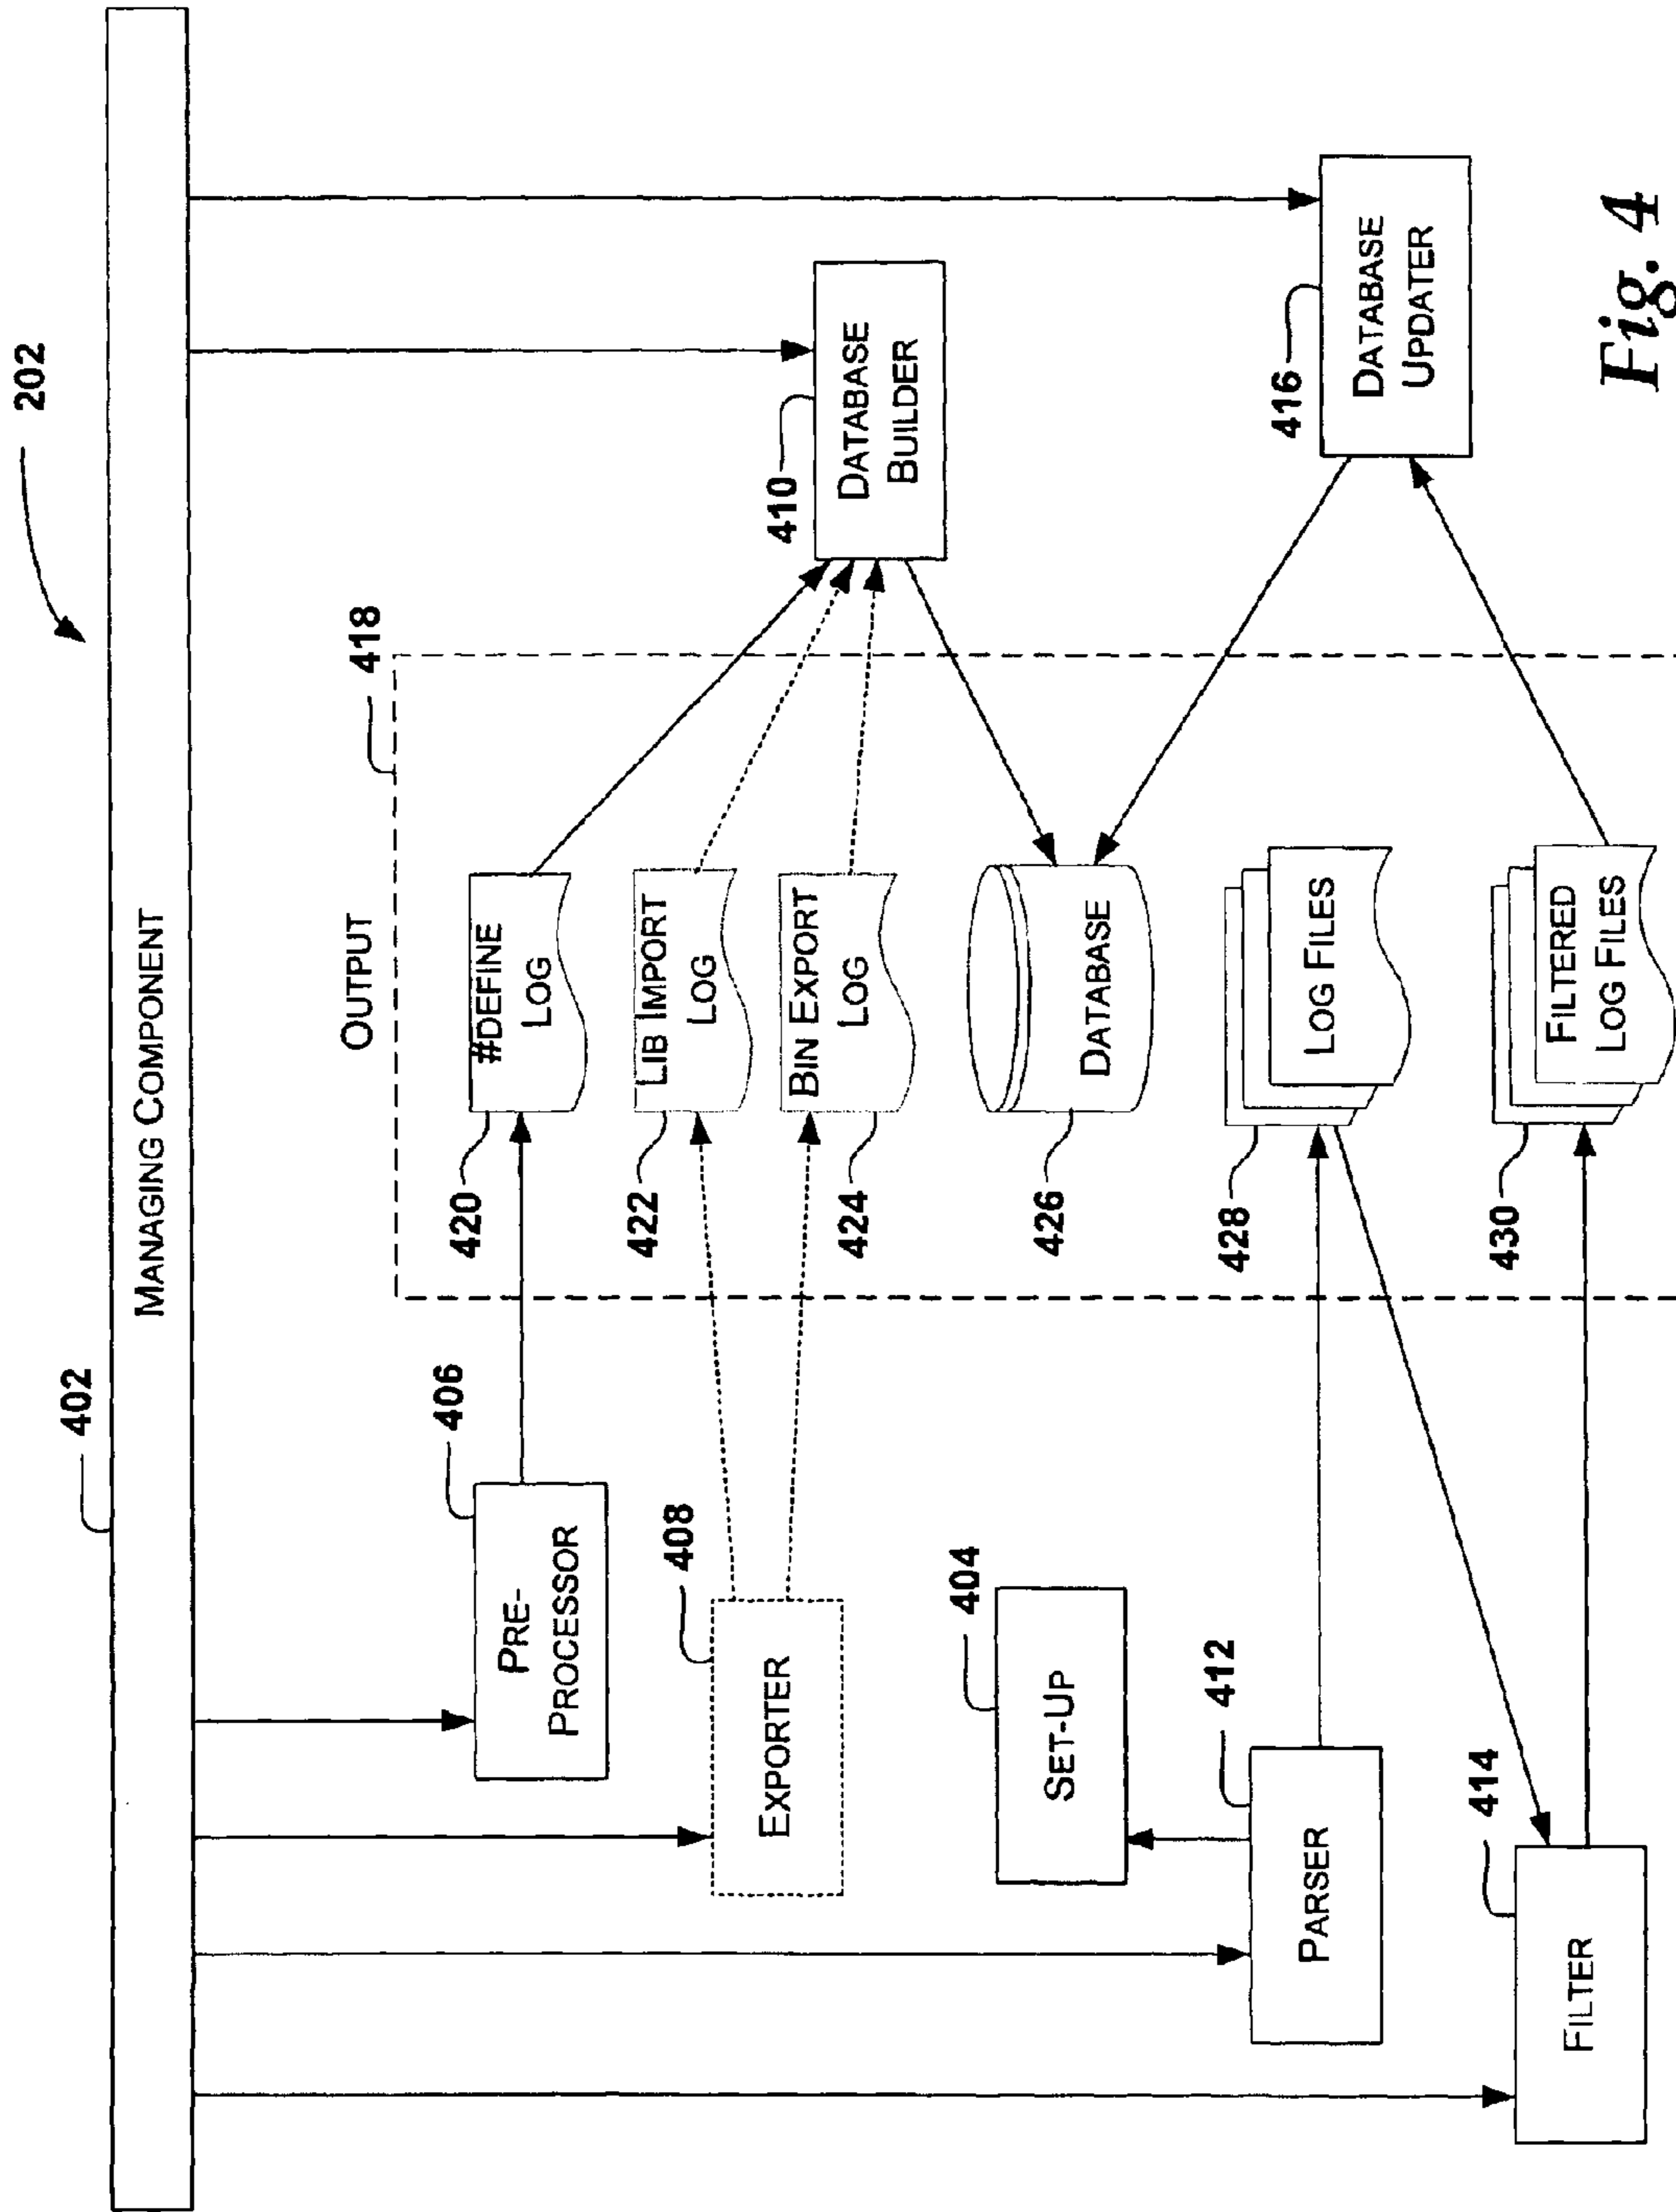 202
402
MANAGING COMPONENT
406
PRE-
PROCESSOR
408
EXPORTER
404
SET-UP
412
PARSER
414
FILTER
OUTPUT
418
#DEFINE
LOG
420
LIB IMPORT
LOG
422
BIN EXPORT
LOG
424
DATABASE
426
LOG FILES
428
FILTERED
LOG FILES
430
410
DATABASE
BUILDER
416
DATABASE
UPDATER
Fig. 4